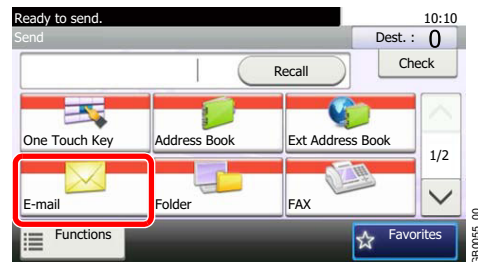 Ready to send.
10:10
Send
Dest. : 0
Recall
Check
One Touch Key
Address Book
Ext Address Book
1/2
E-mail
Folder
FAX
Functions
Favorites
GB0055_00